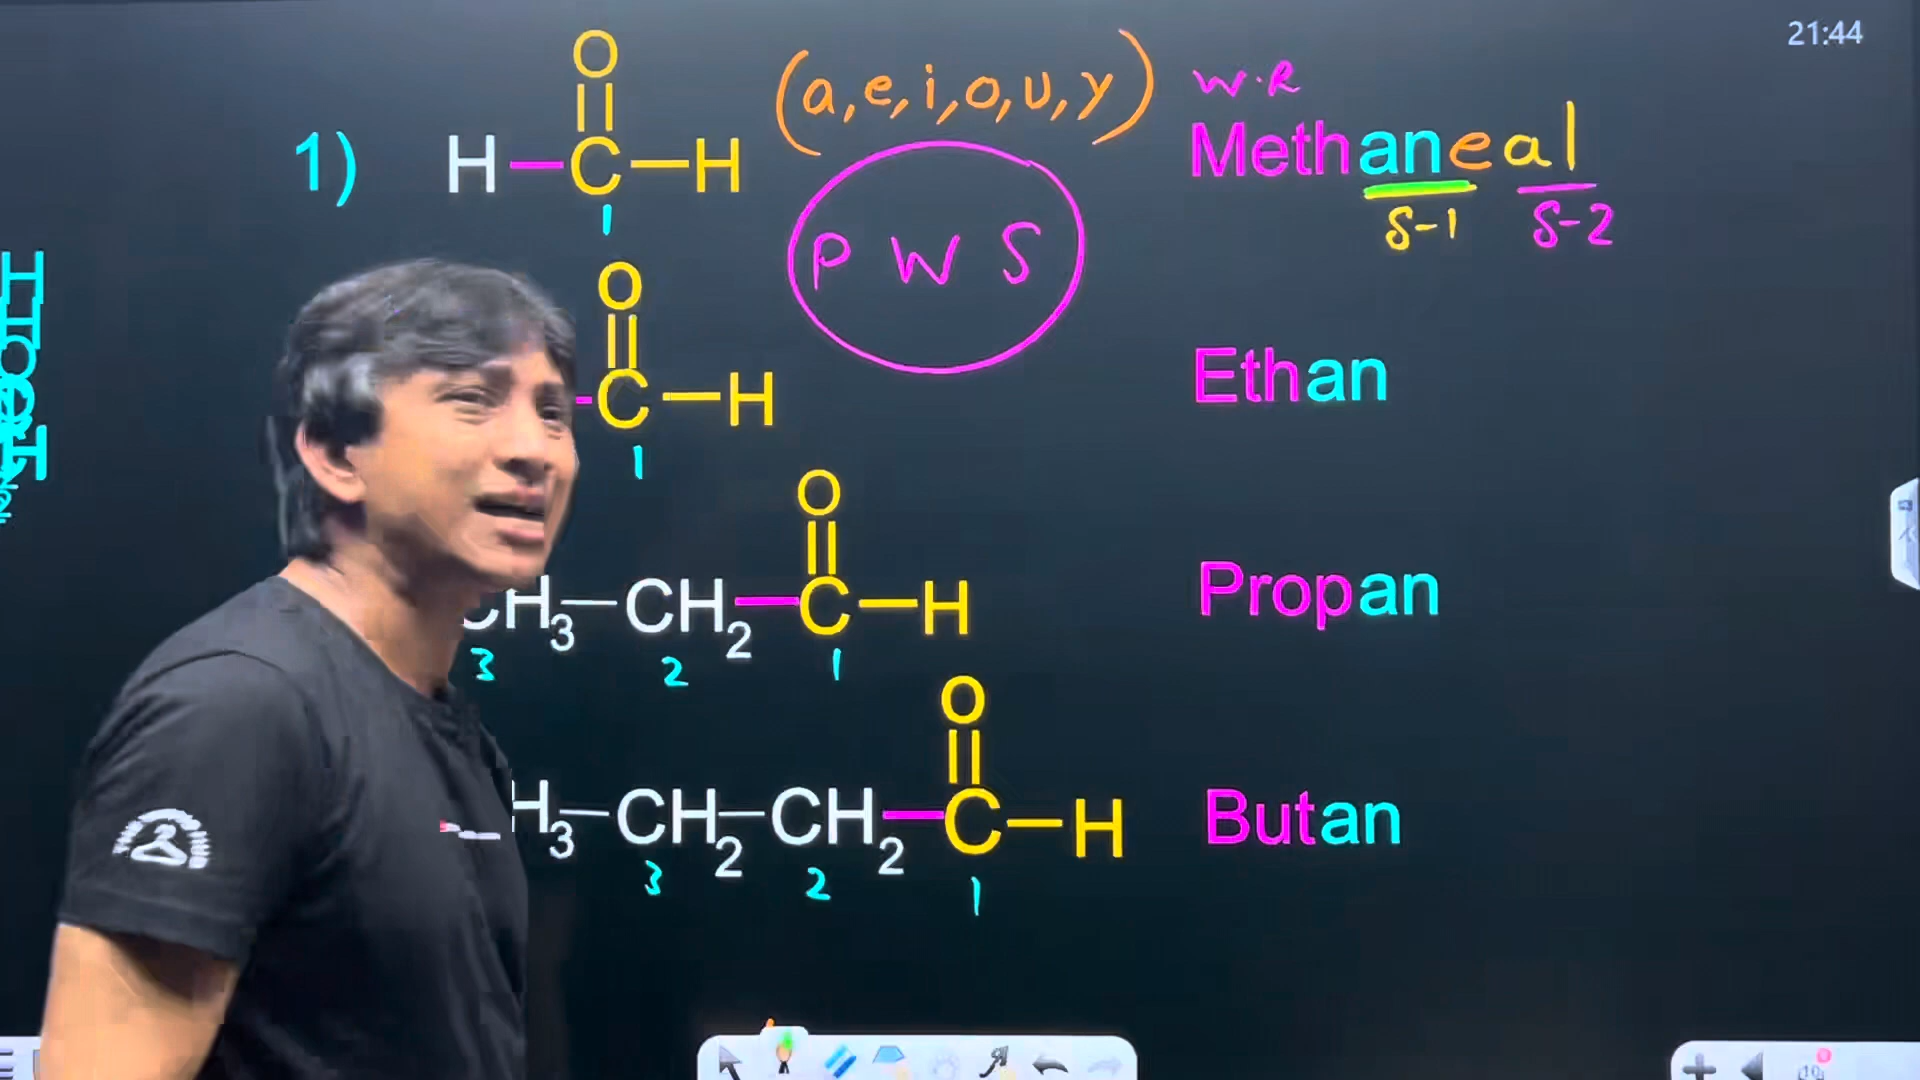 21:44
O
(a, e, i, o, u, y) W.R
1) H–C–H Methaneal
1 S-1 S-2
P W S
O
C–H Ethan
1
O
CH3–CH2–C–H Propan
3 2 1
O
H3–CH2–CH2–C–H Butan
3 2 1